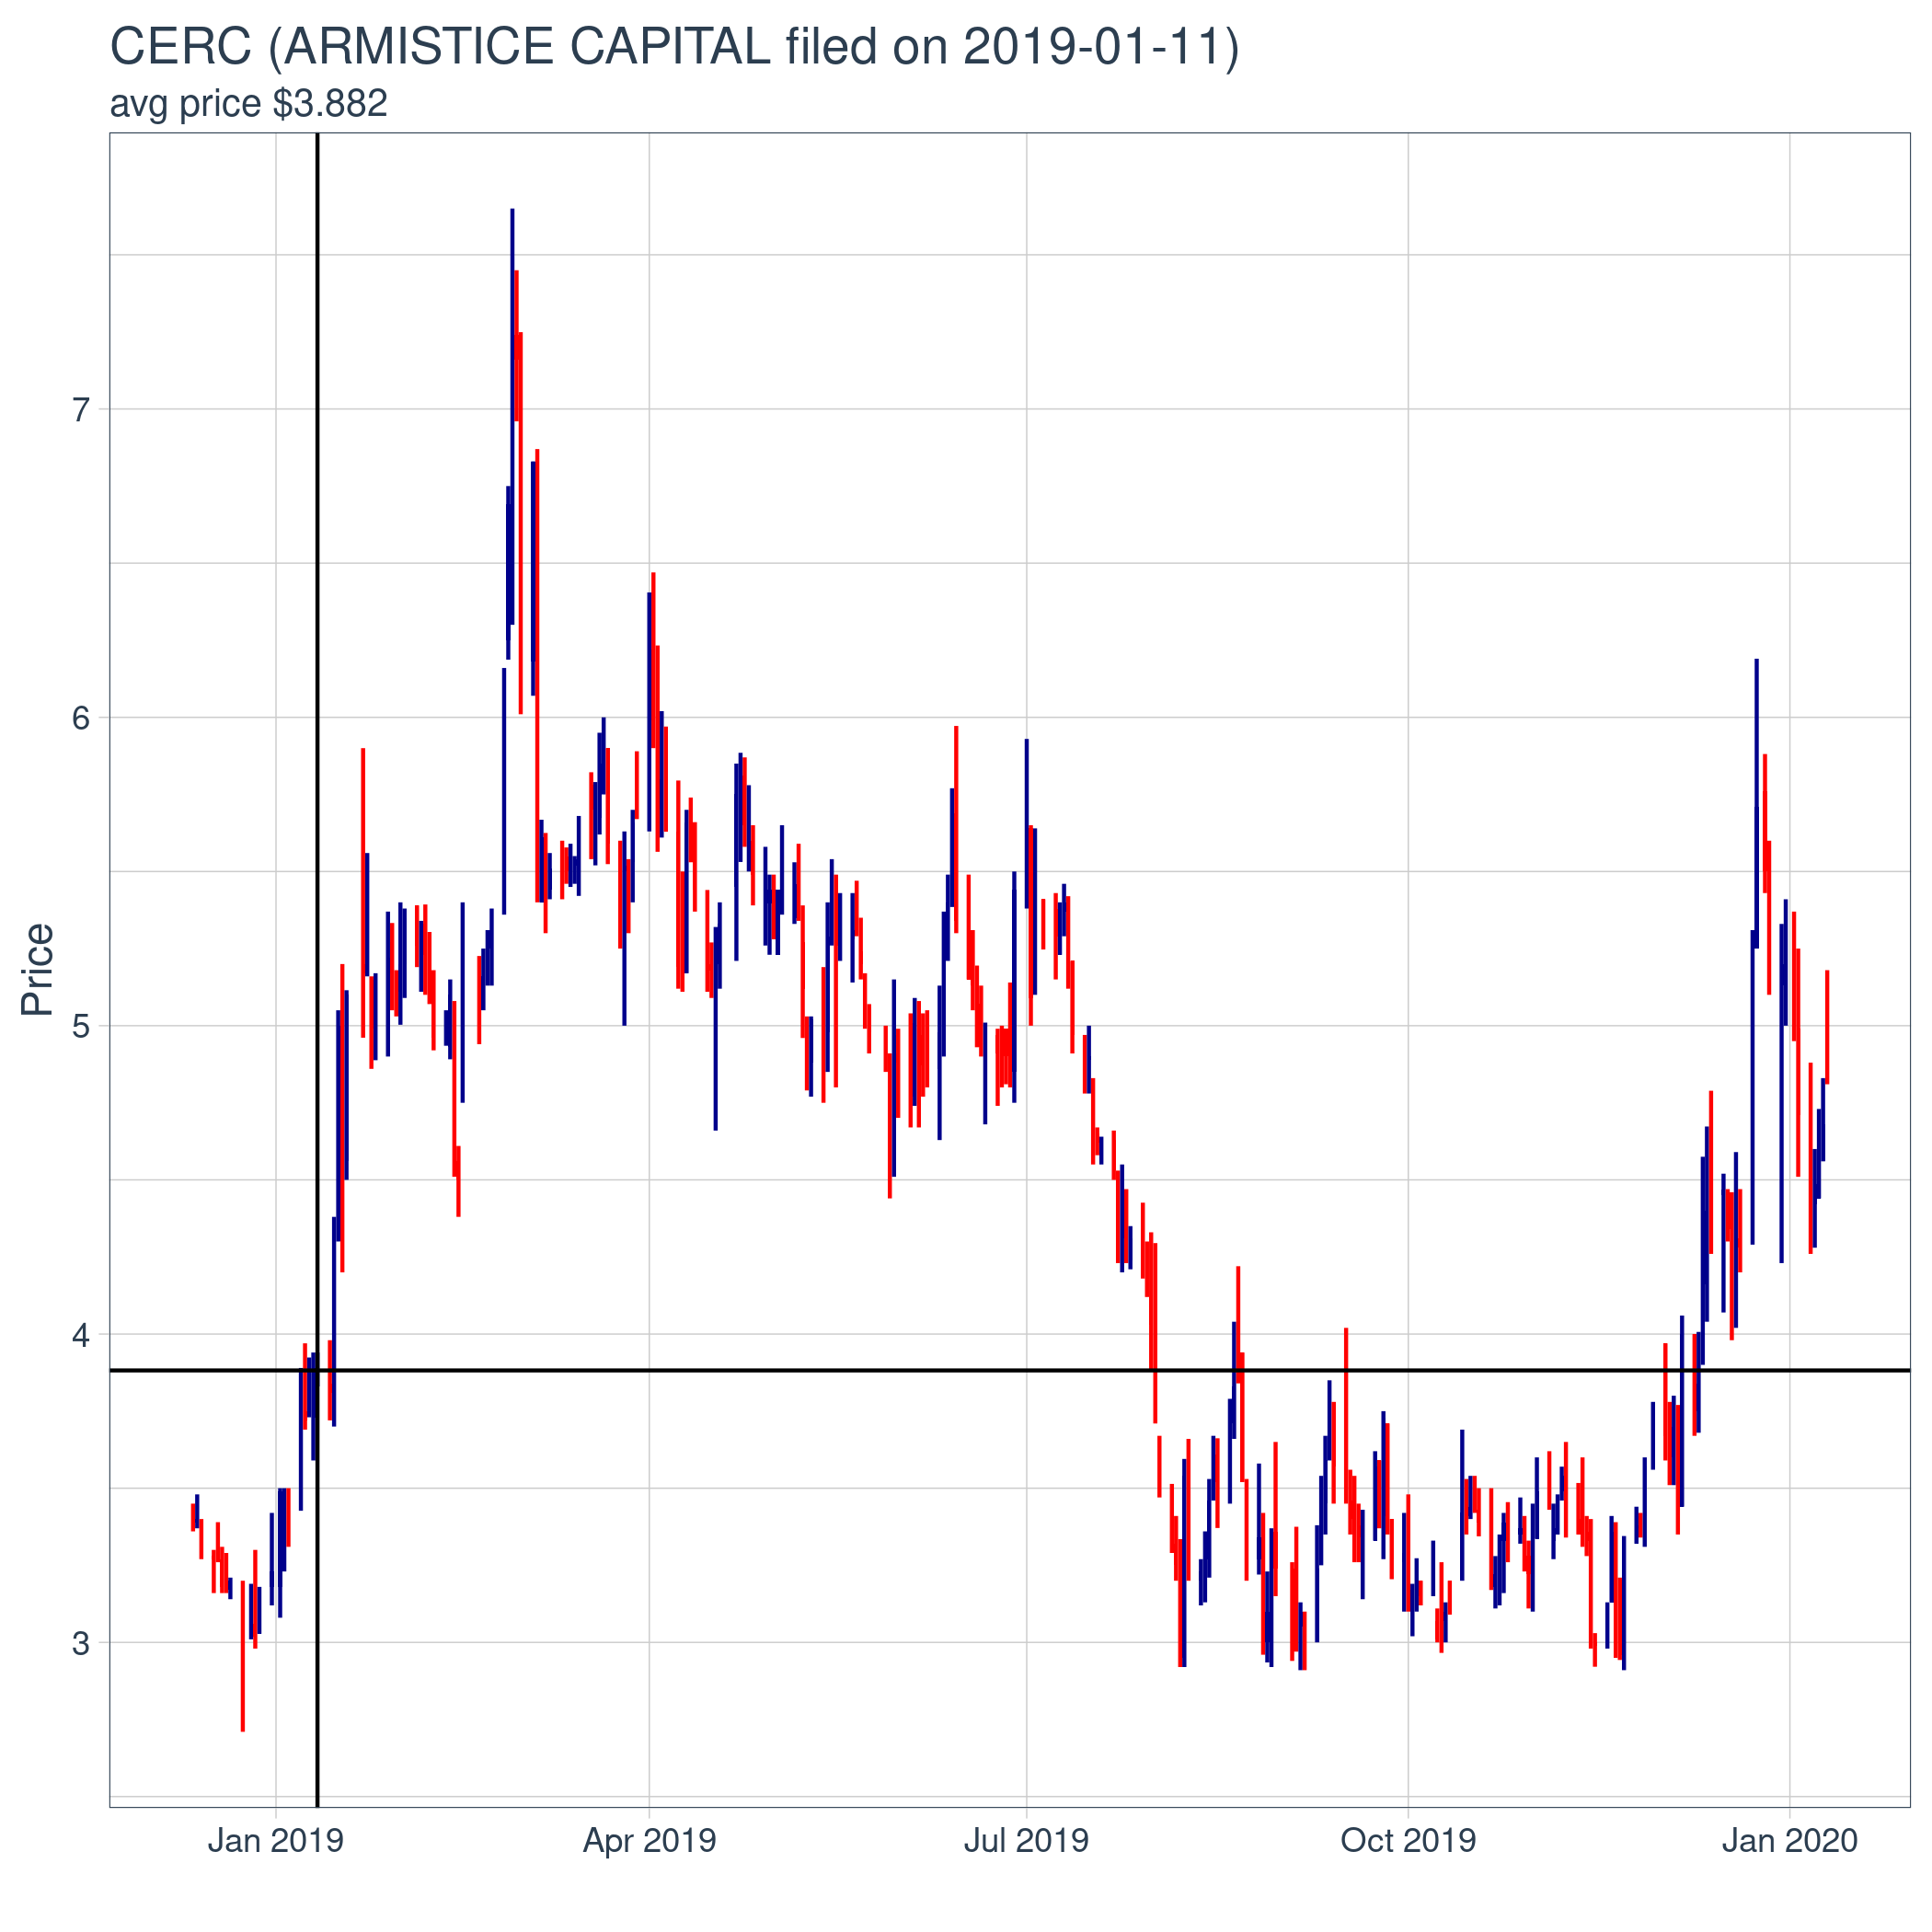 CERC (ARMISTICE CAPITAL filed on 2019-01-11)
avg price $3.882
7
6
5
4
3
Price
Jan 2019
Apr 2019
Jul 2019
Oct 2019
Jan 2020